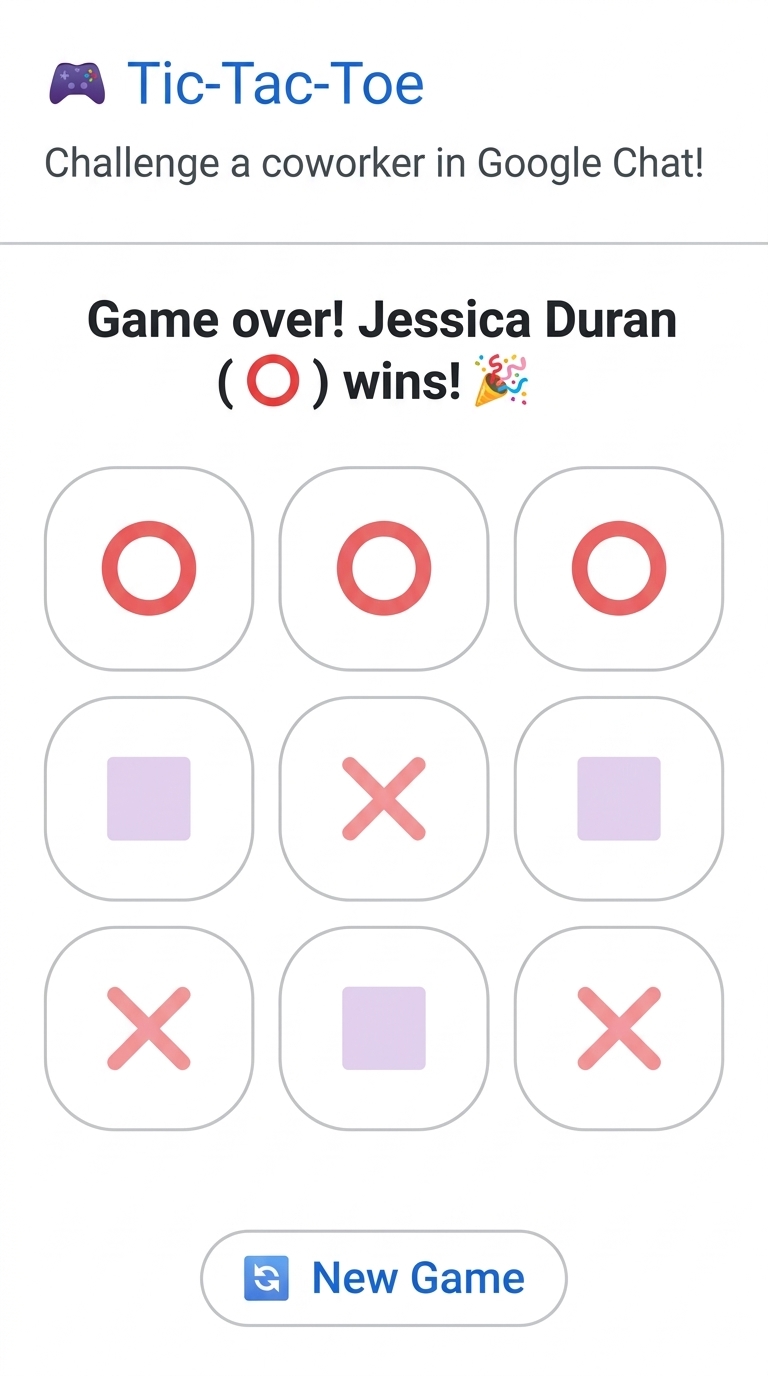 🎮 Tic-Tac-Toe
Challenge a coworker in Google Chat!
Game over! Jessica Duran
( ⭕ ) wins! 🎉
⭕ ⭕ ⭕
❌
❌ ❌
🔄 New Game